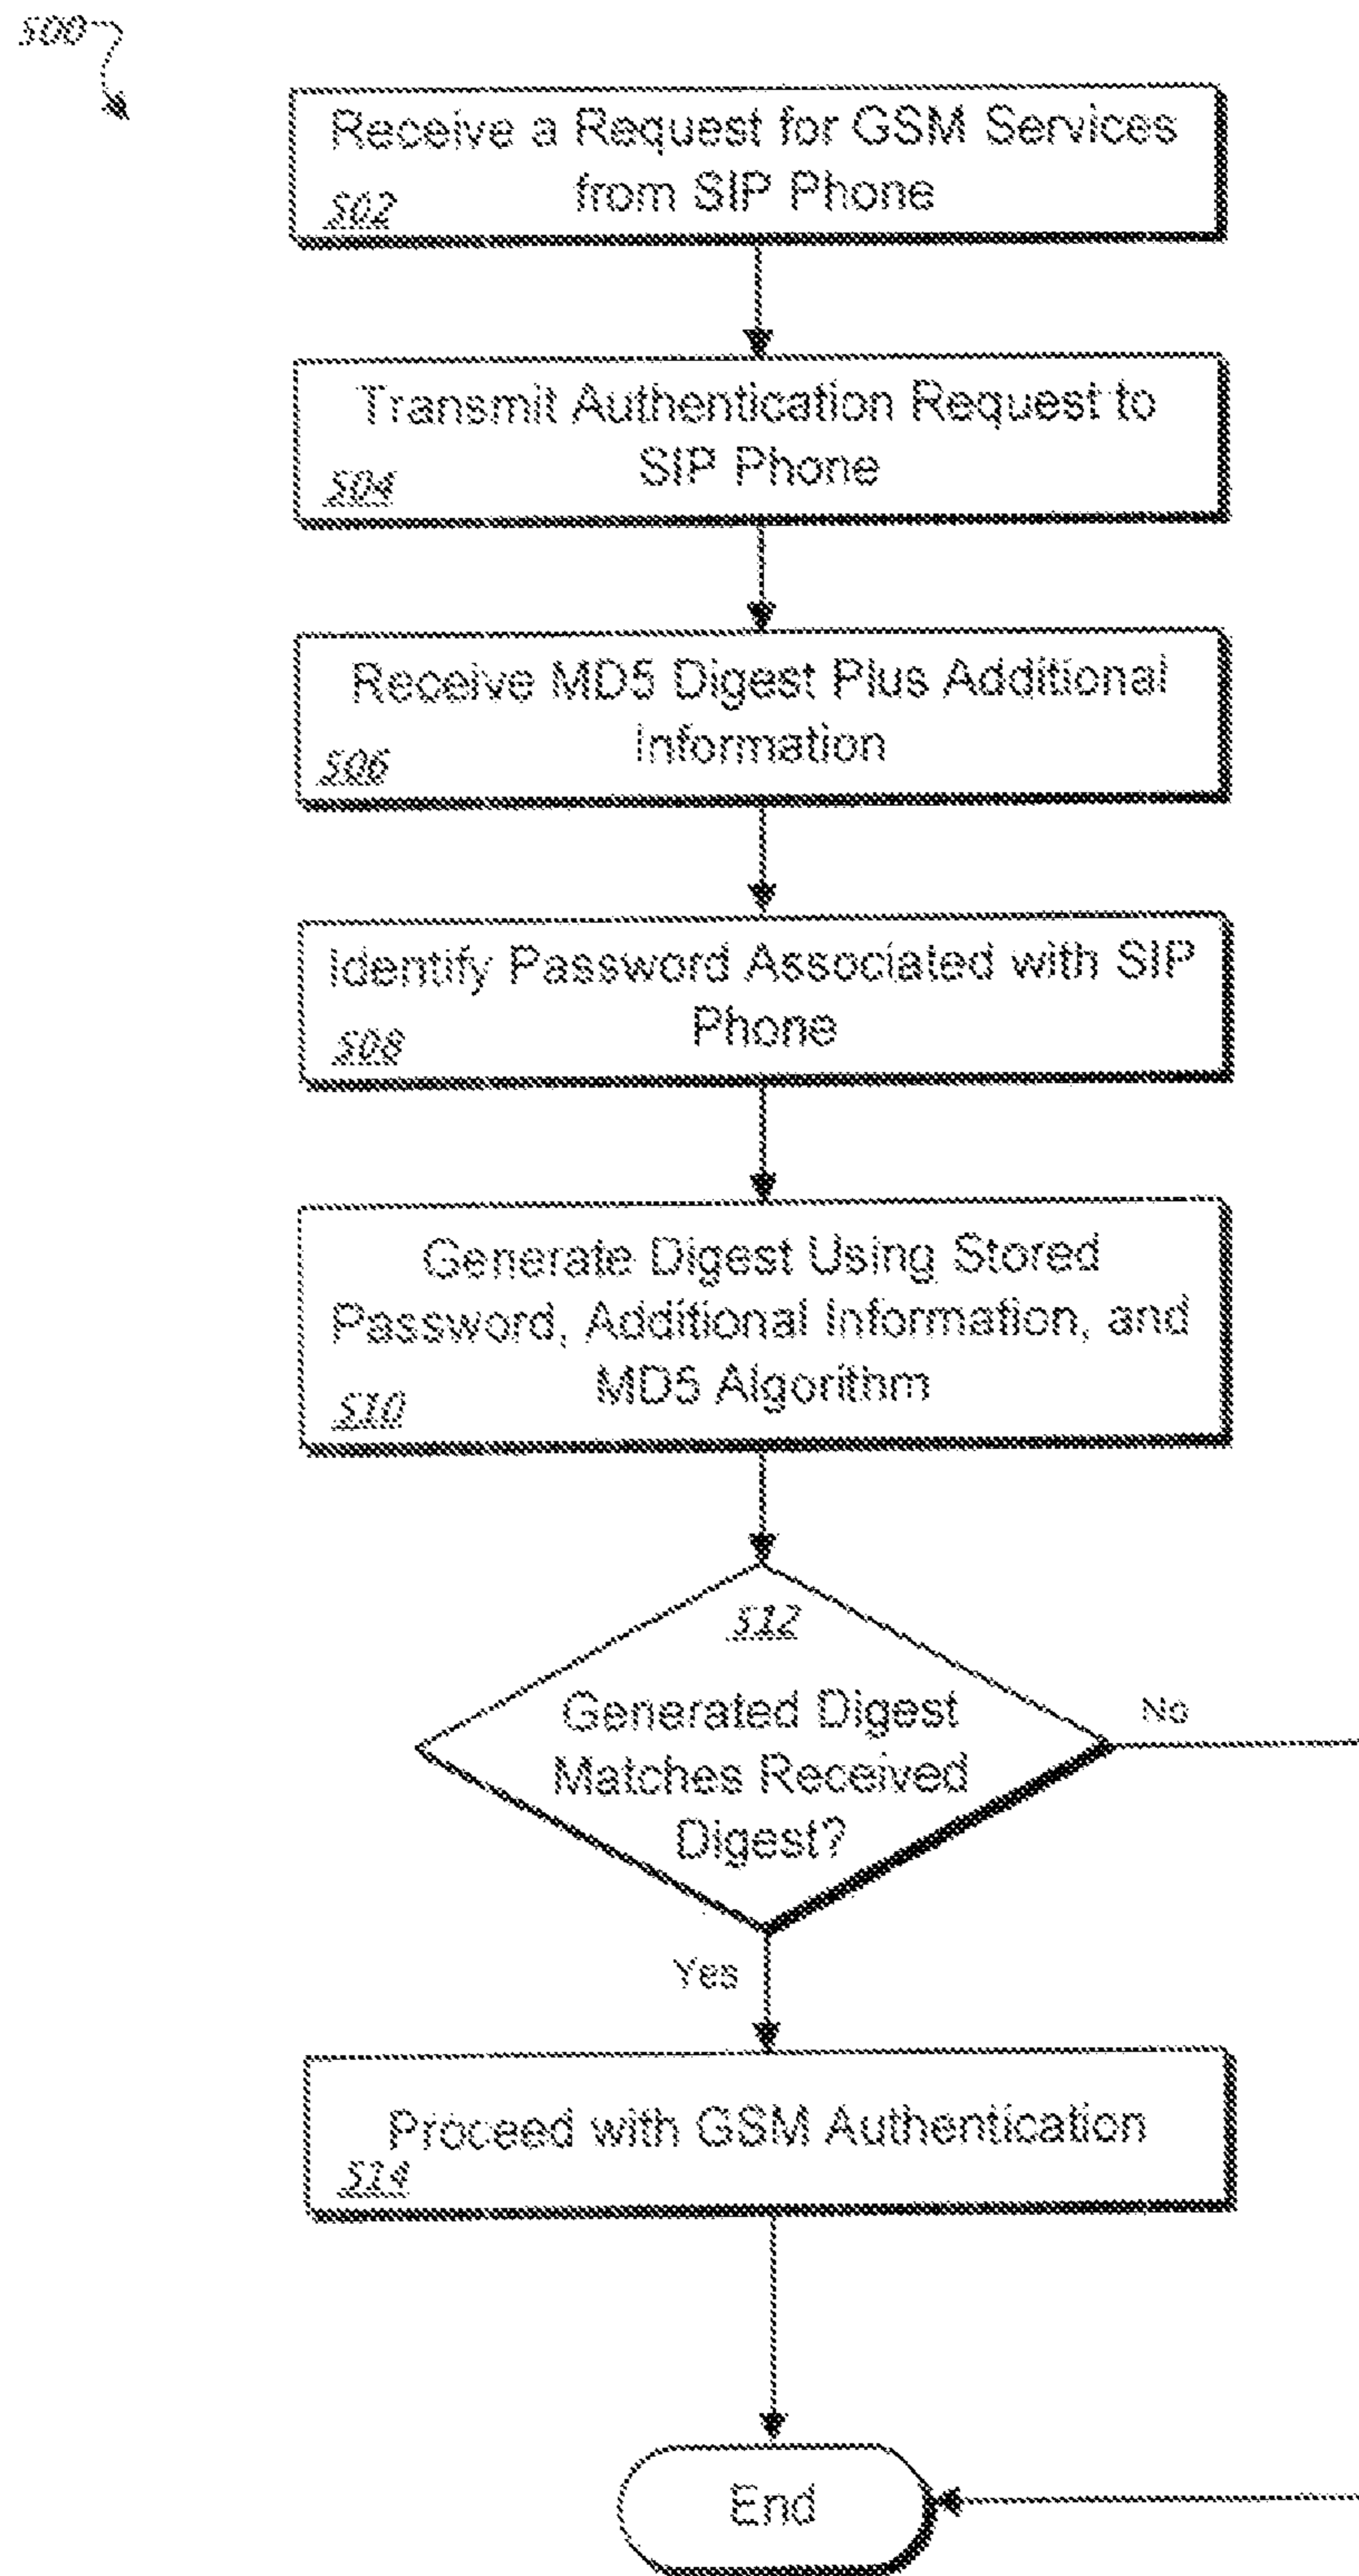 500
Receive a Request for GSM Services
from SIP Phone
502
Transmit Authentication Request to
SIP Phone
504
Receive MD5 Digest Plus Additional
Information
506
Identify Password Associated with SIP
Phone
508
Generate Digest Using Stored
Password, Additional Information, and
MD5 Algorithm
510
512
Generated Digest
Matches Received
Digest?
No
Yes
Proceed with GSM Authentication
514
End